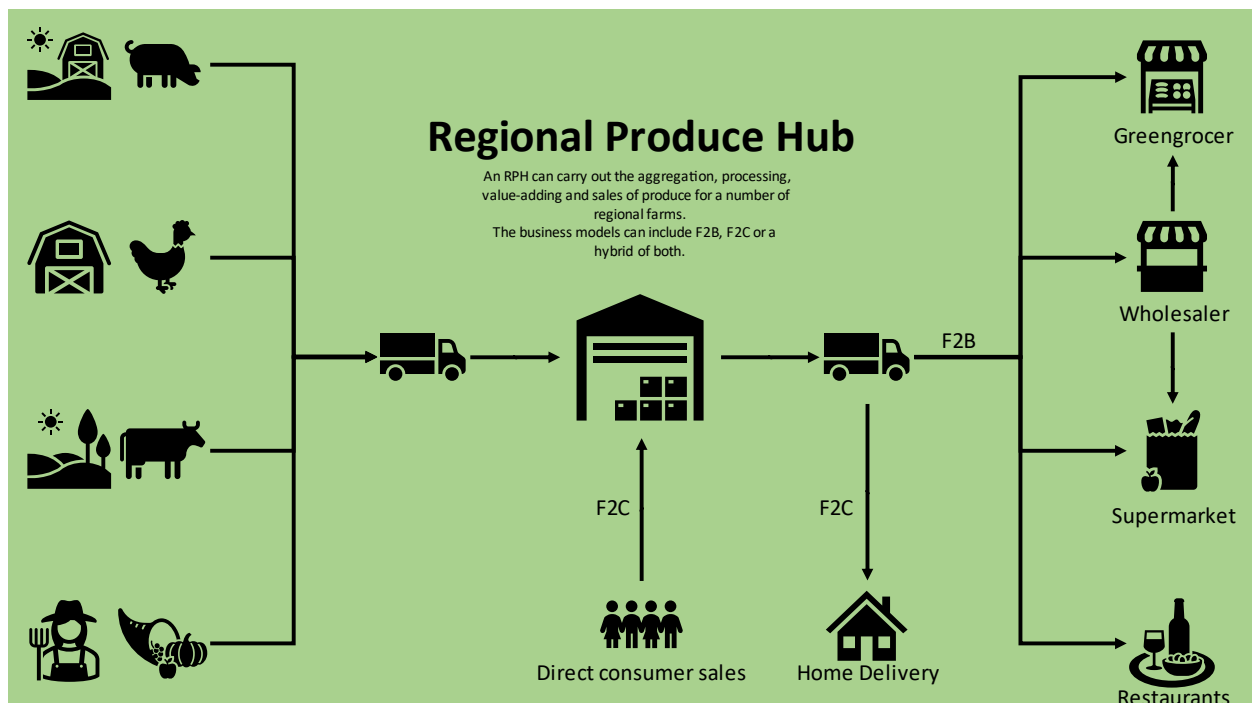 Regional Produce Hub
An RPH can carry out the aggregation, processing,
value-adding and sales of produce for a number of
regional farms.
The business models can include F2B, F2C or a
hybrid of both.
Greengrocer
Wholesaler
F2B
Supermarket
F2C
F2C
Direct consumer sales
Home Delivery
Restaurants